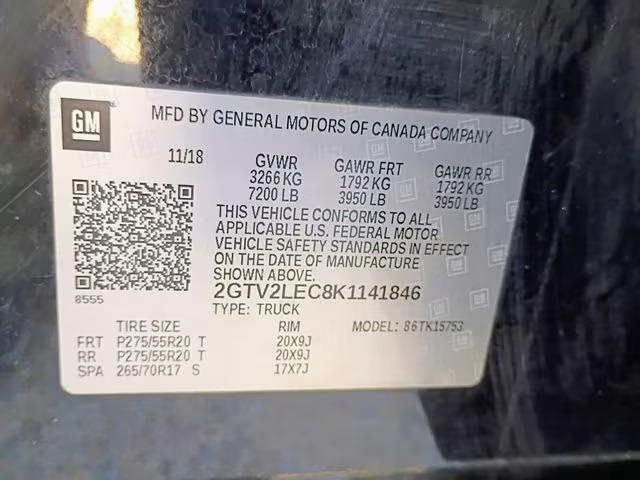 GM
MFD BY GENERAL MOTORS OF CANADA COMPANY
11/18 GVWR GAWR FRT GAWR RR
3266 KG 1792 KG 1792 KG
7200 LB 3950 LB 3950 LB
THIS VEHICLE CONFORMS TO ALL
APPLICABLE U.S. FEDERAL MOTOR
VEHICLE SAFETY STANDARDS IN EFFECT
ON THE DATE OF MANUFACTURE
SHOWN ABOVE.
8555
2GTV2LEC8K1141846
TYPE: TRUCK
TIRE SIZE RIM MODEL: 86TK15753
FRT P275/55R20 T 20X9J
RR P275/55R20 T 20X9J
SPA 265/70R17 S 17X7J